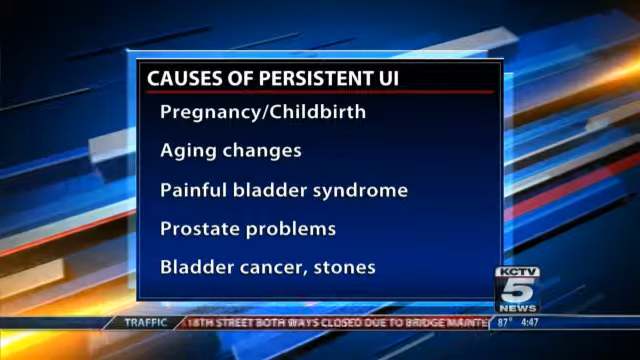 CAUSES OF PERSISTENT UI
Pregnancy/Childbirth
Aging changes
Painful bladder syndrome
Prostate problems
Bladder cancer, stones
KCTV
5
NEWS
TRAFFIC 18TH STREET BOTH WAYS CLOSED DUE TO BRIDGE MAINTE 87° 4:47